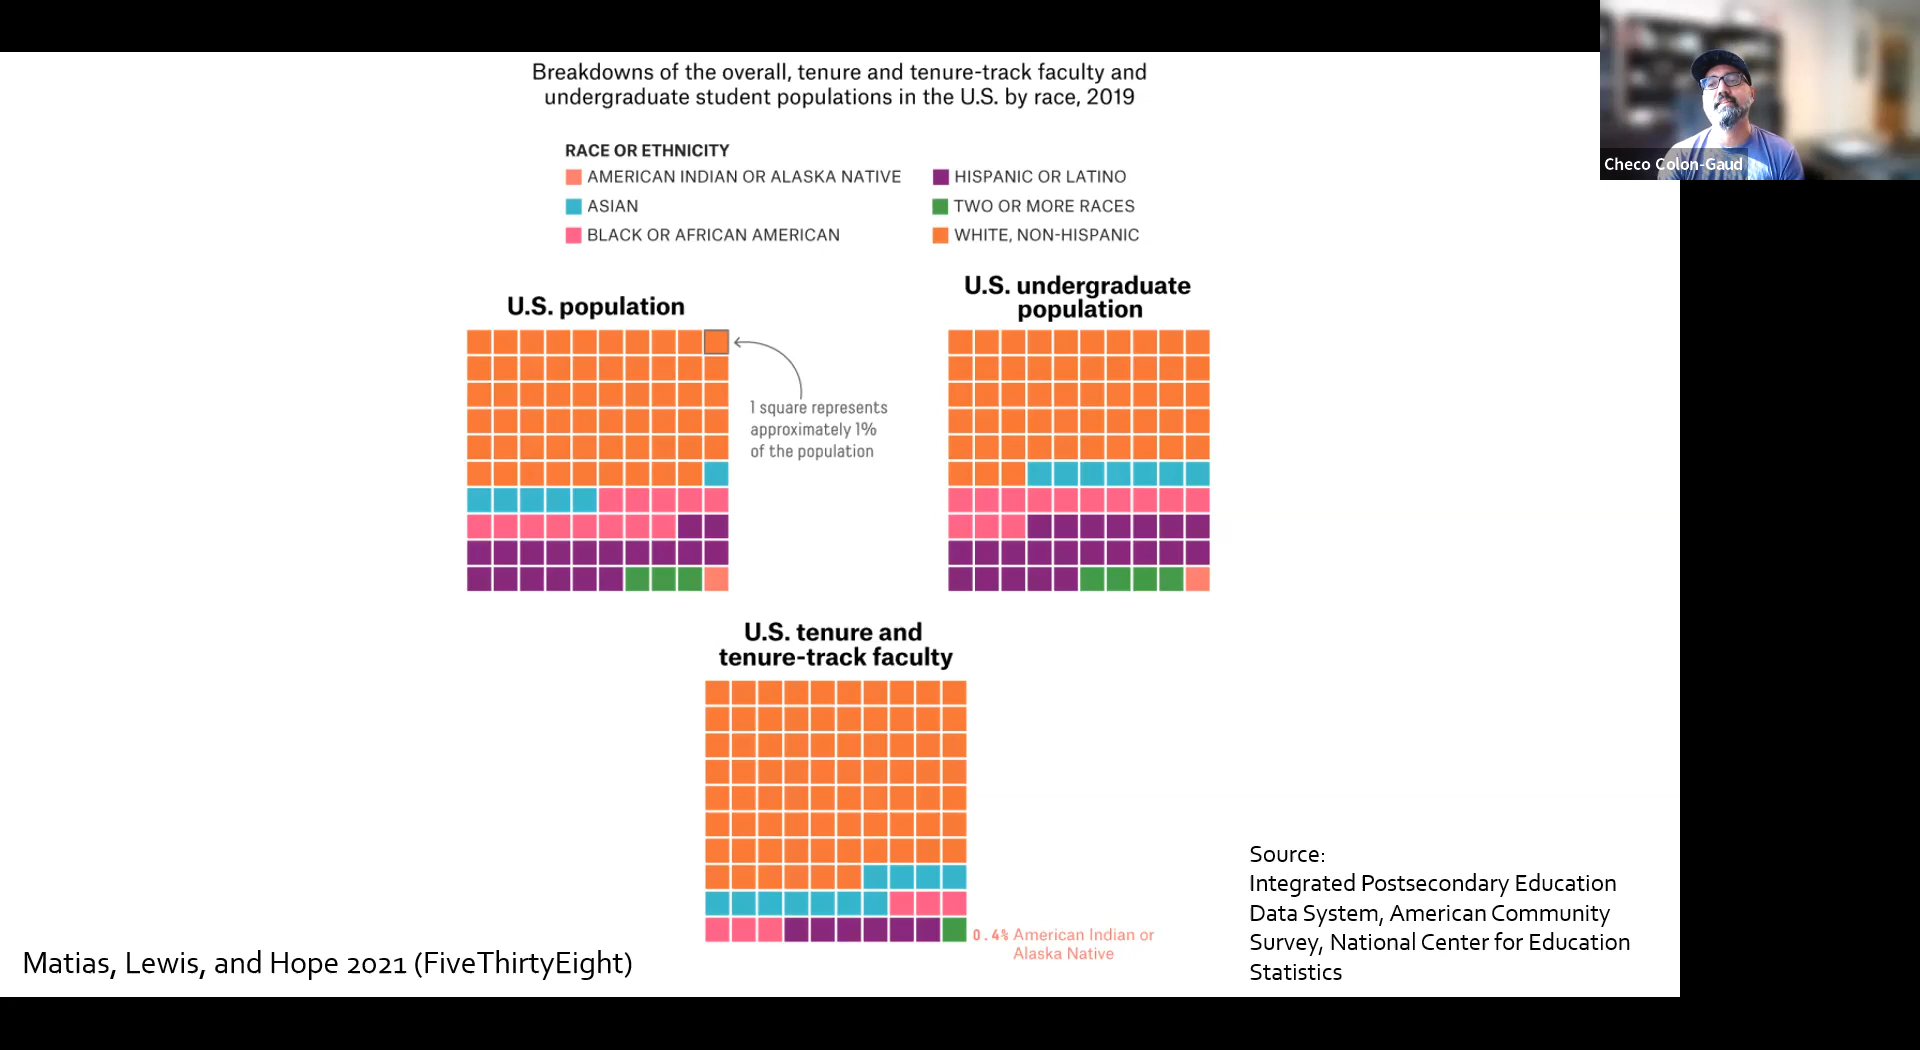 Breakdowns of the overall, tenure and tenure-track faculty and
undergraduate student populations in the U.S. by race, 2019
RACE OR ETHNICITY
AMERICAN INDIAN OR ALASKA NATIVE
HISPANIC OR LATINO
ASIAN
TWO OR MORE RACES
BLACK OR AFRICAN AMERICAN
WHITE, NON-HISPANIC
U.S. population
1 square represents
approximately 1%
of the population
U.S. undergraduate
population
U.S. tenure and
tenure-track faculty
0.4% American Indian or
Alaska Native
Matias, Lewis, and Hope 2021 (FiveThirtyEight)
Source:
Integrated Postsecondary Education
Data System, American Community
Survey, National Center for Education
Statistics
Checo Colon-Gaud